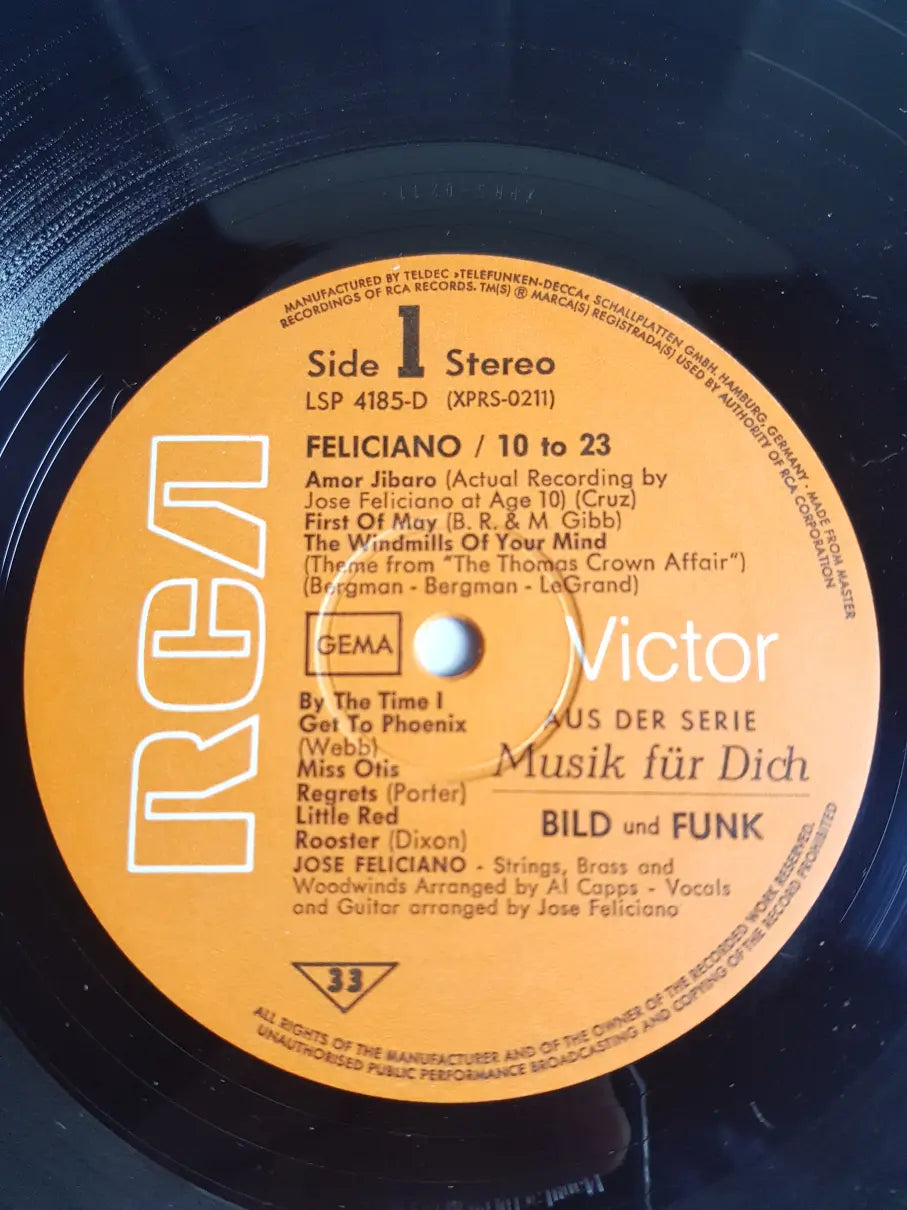 XPRS-0211
MANUFACTURED BY TELDEC »TELEFUNKEN-DECCA« SCHALLPLATTEN GMBH. HAMBURG, GERMANY · MADE FROM MASTER
RECORDINGS OF RCA RECORDS. TM(S) ® MARCA(S) REGISTRADA(S) USED BY AUTHORITY OF RCA CORPORATION
Side 1 Stereo
LSP 4185-D (XPRS-0211)
FELICIANO / 10 to 23
Amor Jibaro (Actual Recording by
Jose Feliciano at Age 10) (Cruz)
First Of May (B. R. & M Gibb)
The Windmills Of Your Mind
(Theme from "The Thomas Crown Affair")
(Bergman - Bergman - LeGrand)
RCA
GEMA
Victor
By The Time I
Get To Phoenix
(Webb)
Miss Otis
Regrets (Porter)
Little Red
Rooster (Dixon)
AUS DER SERIE
Musik für Dich
BILD und FUNK
JOSE FELICIANO - Strings, Brass and
Woodwinds Arranged by Al Capps - Vocals
and Guitar arranged by Jose Feliciano
33
ALL RIGHTS OF THE MANUFACTURER AND OF THE OWNER OF THE RECORDED WORK RESERVED.
UNAUTHORISED PUBLIC PERFORMANCE BROADCASTING AND COPYING OF THE RECORD PROHIBITED